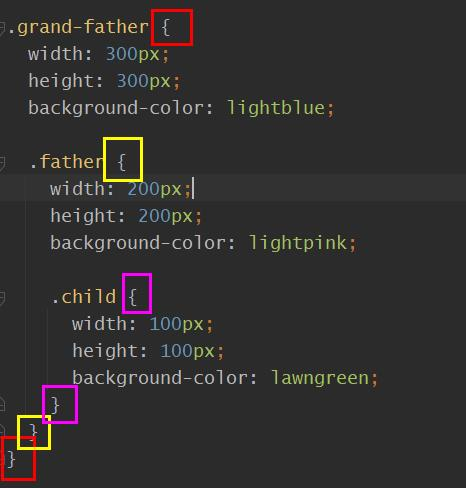 .grand-father {
width: 300px;
height: 300px;
background-color: lightblue;
.father {
width: 200px;
height: 200px;
background-color: lightpink;
.child {
width: 100px;
height: 100px;
background-color: lawngreen;
}
}
}